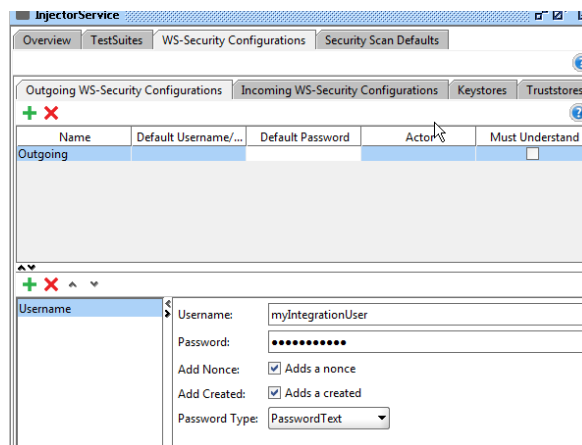 InjectorService
Overview TestSuites WS-Security Configurations Security Scan Defaults
Outgoing WS-Security Configurations Incoming WS-Security Configurations Keystores Truststores
Name Default Username/... Default Password Actor Must Understand
Outgoing
Username
Username: myIntegrationUser
Password: •••••••••••
Add Nonce: Adds a nonce
Add Created: Adds a created
Password Type: PasswordText